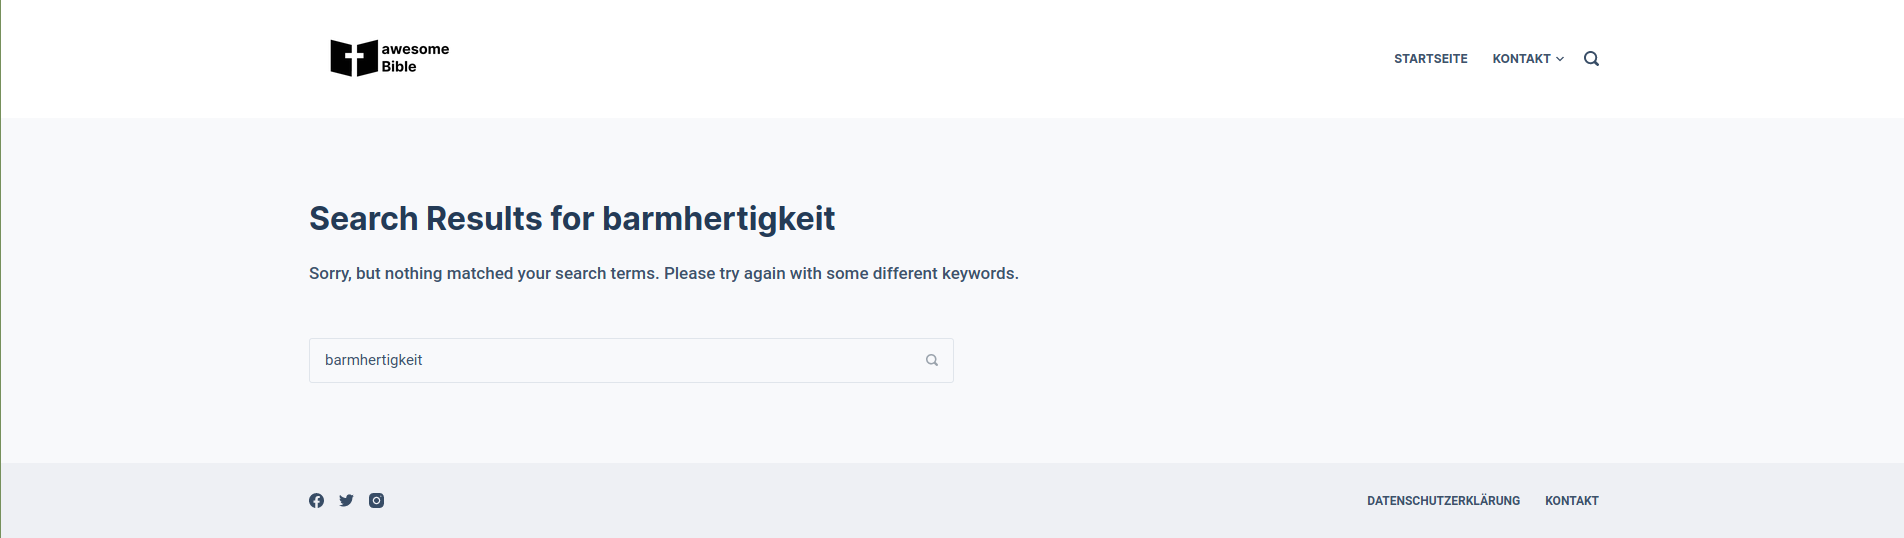 awesome
Bible
STARTSEITE KONTAKT
Search Results for barmhertigkeit
Sorry, but nothing matched your search terms. Please try again with some different keywords.
barmhertigkeit
DATENSCHUTZERKLÄRUNG KONTAKT